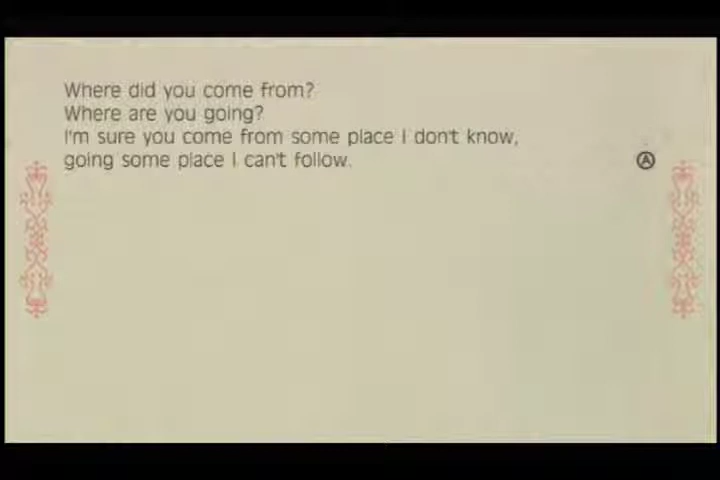 Where did you come from?
Where are you going?
I'm sure you come from some place I don't know,
going some place I can't follow.
A